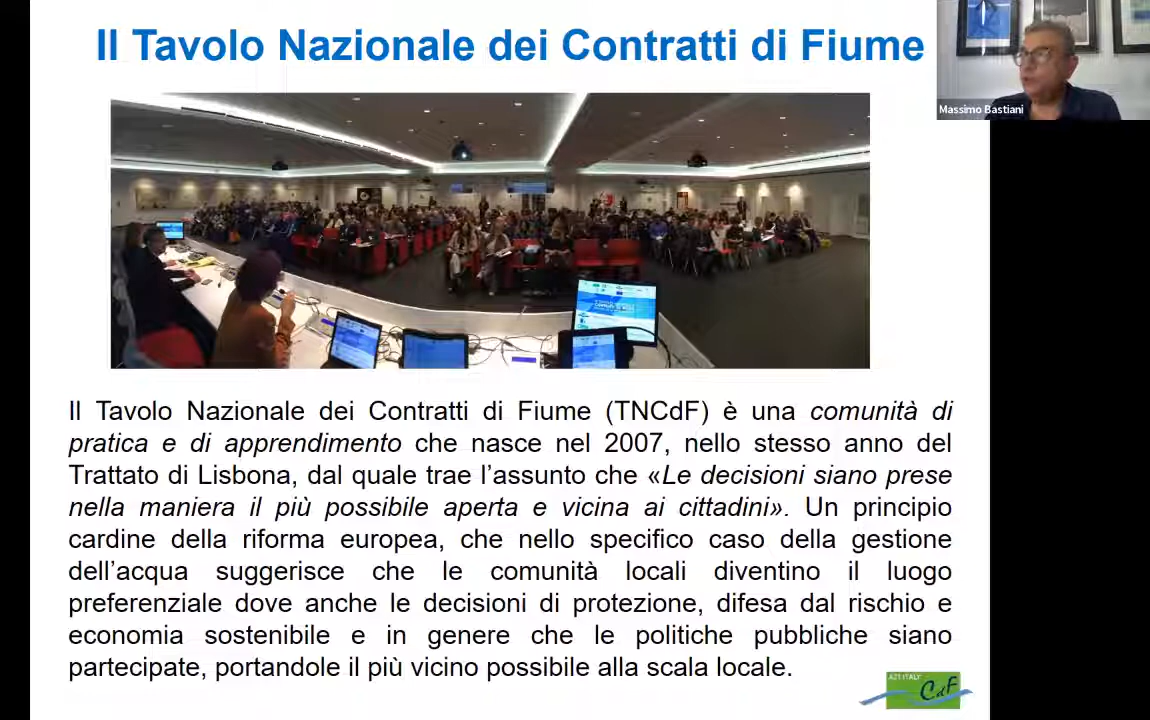 Il Tavolo Nazionale dei Contratti di Fiume
Massimo Bastiani
Il Tavolo Nazionale dei Contratti di Fiume (TNCdF) è una comunità di
pratica e di apprendimento che nasce nel 2007, nello stesso anno del
Trattato di Lisbona, dal quale trae l’assunto che «Le decisioni siano prese
nella maniera il più possibile aperta e vicina ai cittadini». Un principio
cardine della riforma europea, che nello specifico caso della gestione
dell’acqua suggerisce che le comunità locali diventino il luogo
preferenziale dove anche le decisioni di protezione, difesa dal rischio e
economia sostenibile e in genere che le politiche pubbliche siano
partecipate, portandole il più vicino possibile alla scala locale.
A21 ITALY
CdF